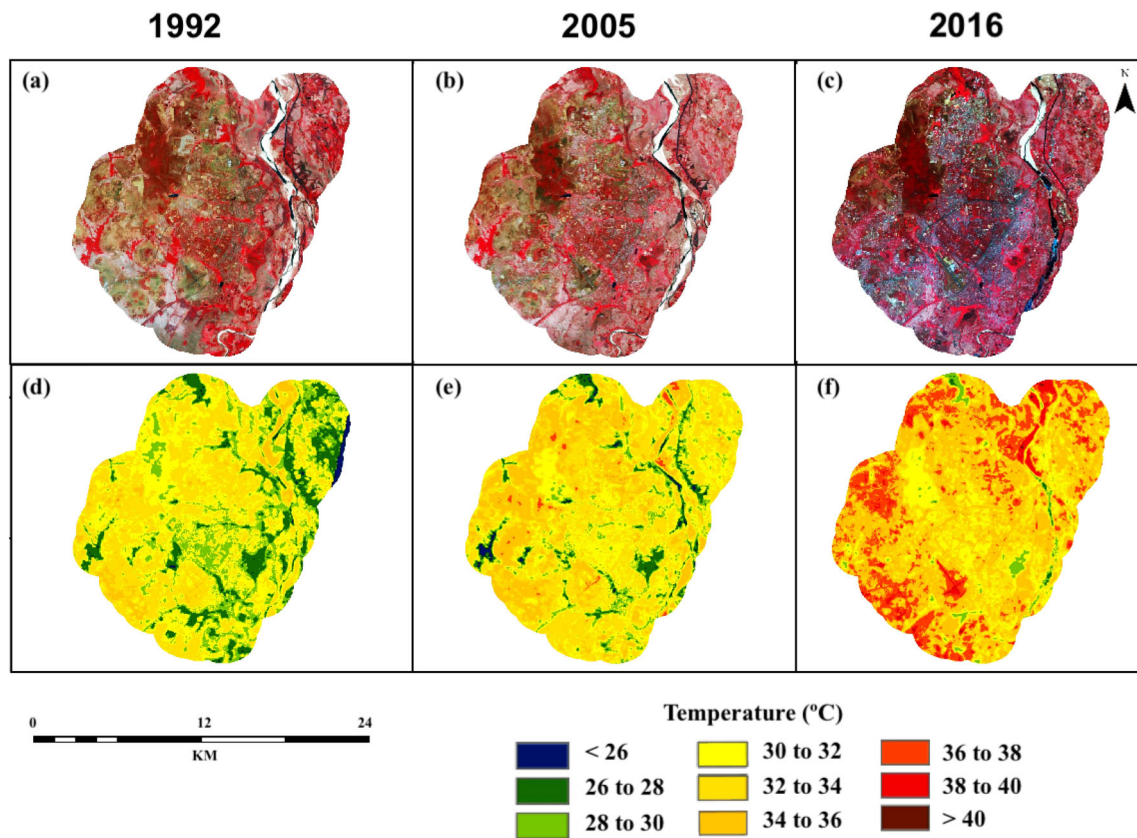 1992 2005 2016
(a) (b) (c) N
(d) (e) (f)
0 12 24
KM
Temperature (ºC)
< 26 30 to 32 36 to 38
26 to 28 32 to 34 38 to 40
28 to 30 34 to 36 > 40